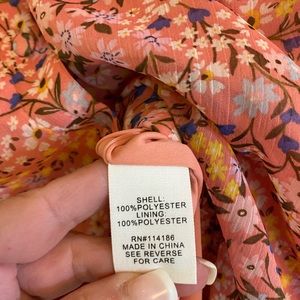 SHELL:
100%POLYESTER
LINING:
100%POLYESTER
RN#114186
MADE IN CHINA
SEE REVERSE
FOR CARE